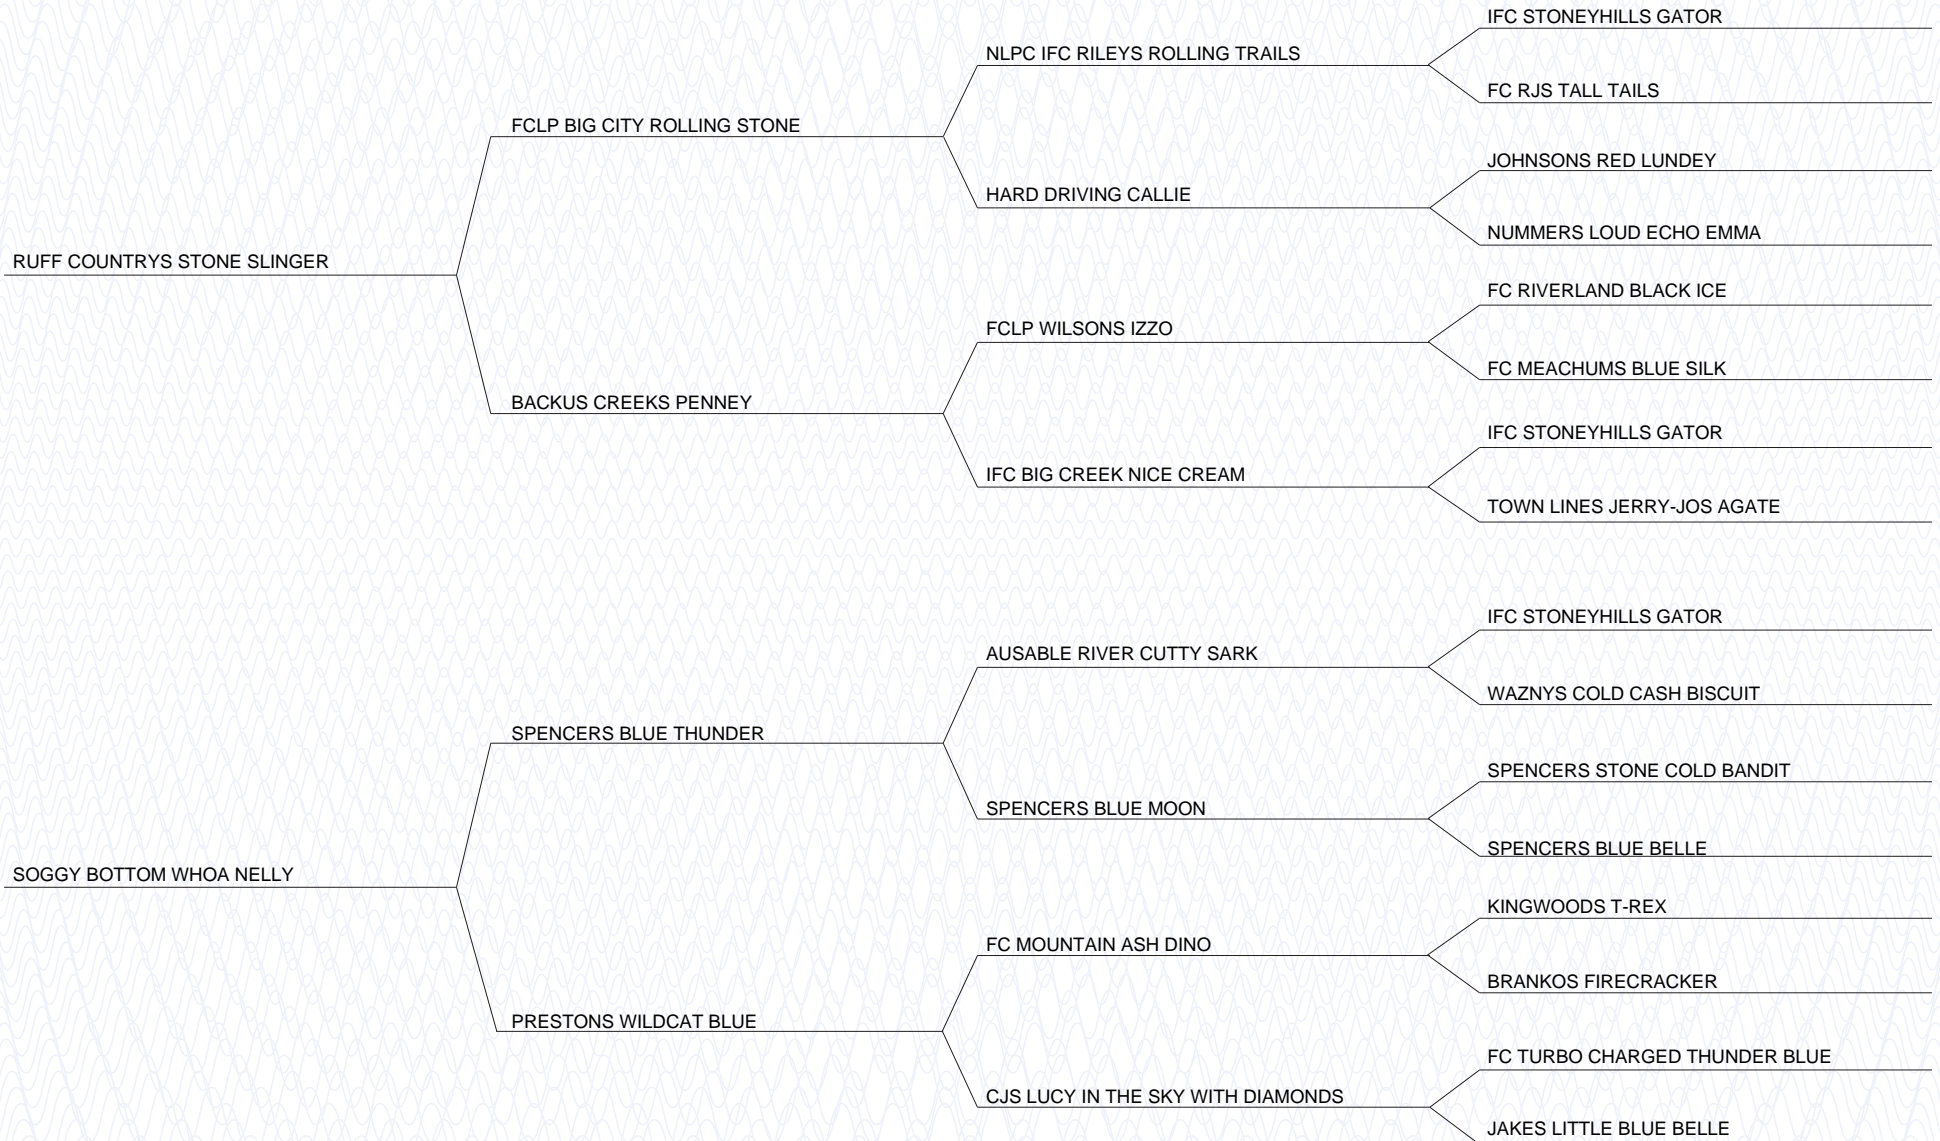 IFC STONEYHILLS GATOR
NLPC IFC RILEYS ROLLING TRAILS
FC RJS TALL TAILS
FCLP BIG CITY ROLLING STONE
JOHNSONS RED LUNDEY
HARD DRIVING CALLIE
NUMMERS LOUD ECHO EMMA
RUFF COUNTRYS STONE SLINGER
FC RIVERLAND BLACK ICE
FCLP WILSONS IZZO
FC MEACHUMS BLUE SILK
BACKUS CREEKS PENNEY
IFC STONEYHILLS GATOR
IFC BIG CREEK NICE CREAM
TOWN LINES JERRY-JOS AGATE
IFC STONEYHILLS GATOR
AUSABLE RIVER CUTTY SARK
WAZNYS COLD CASH BISCUIT
SPENCERS BLUE THUNDER
SPENCERS STONE COLD BANDIT
SPENCERS BLUE MOON
SPENCERS BLUE BELLE
SOGGY BOTTOM WHOA NELLY
KINGWOODS T-REX
FC MOUNTAIN ASH DINO
BRANKOS FIRECRACKER
PRESTONS WILDCAT BLUE
FC TURBO CHARGED THUNDER BLUE
CJS LUCY IN THE SKY WITH DIAMONDS
JAKES LITTLE BLUE BELLE